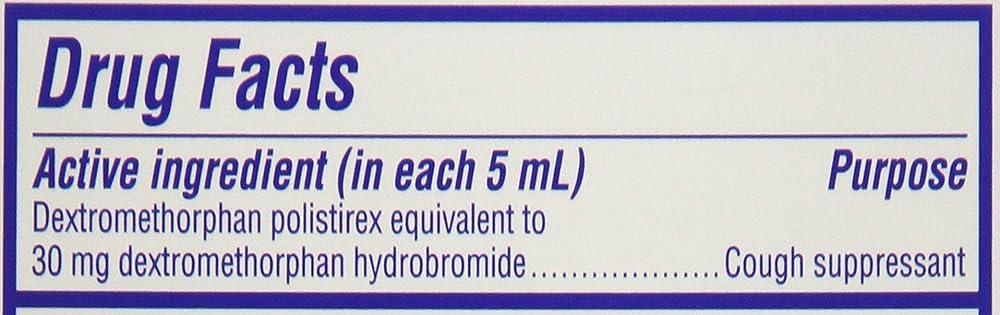 Drug Facts
Active ingredient (in each 5 mL) Purpose
Dextromethorphan polistirex equivalent to
30 mg dextromethorphan hydrobromide...................Cough suppressant